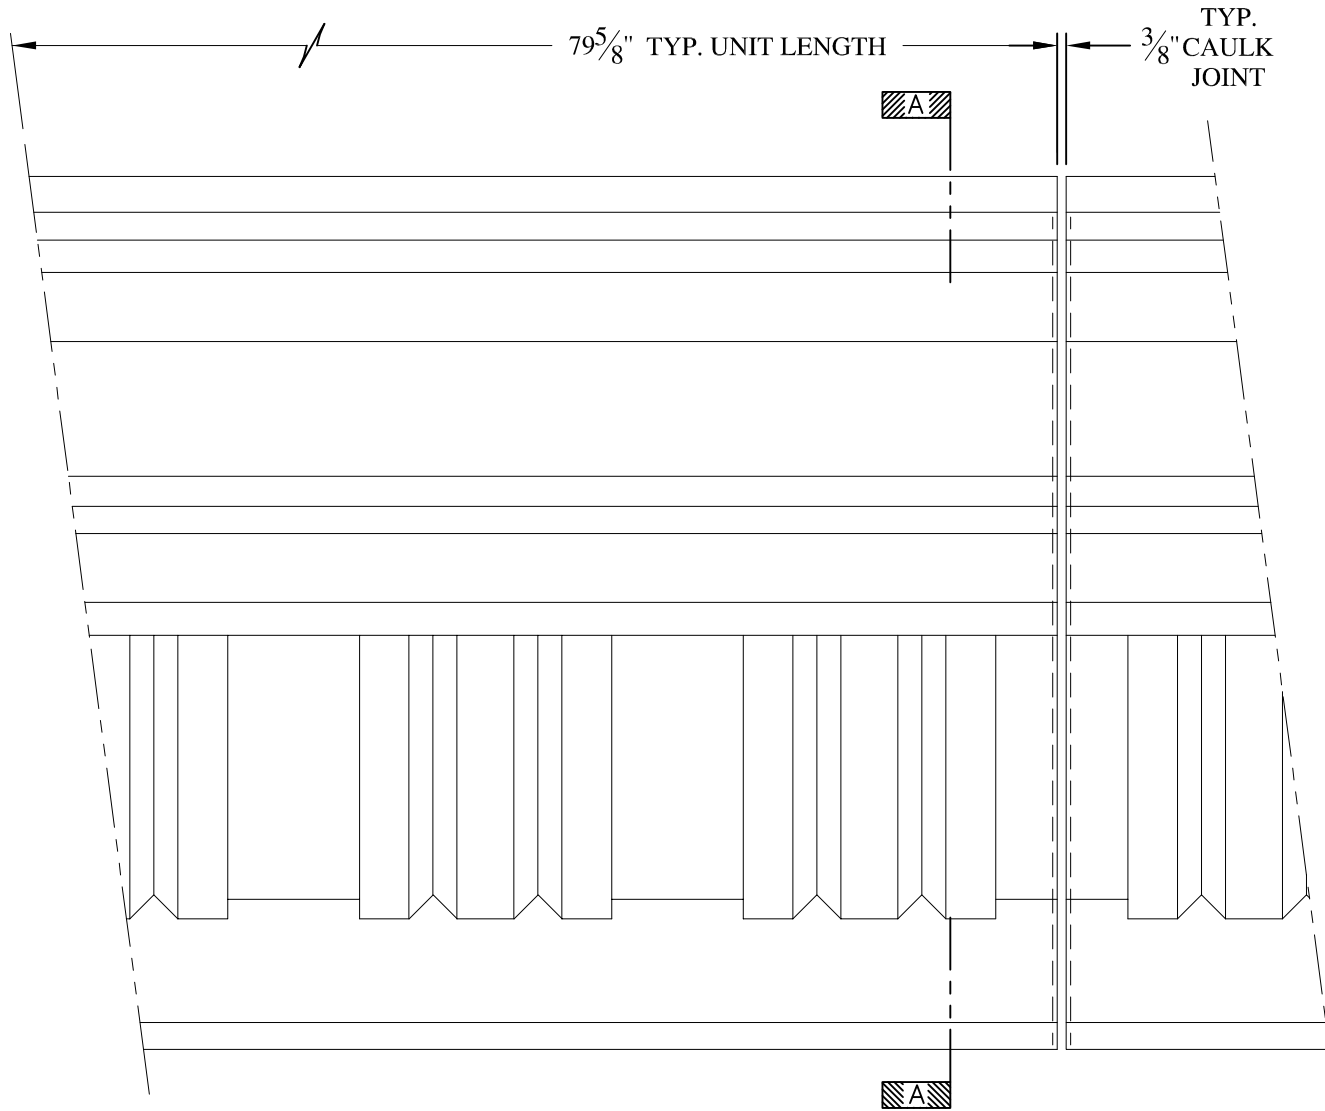 TYP.
79⅝" TYP. UNIT LENGTH
⅜" CAULK
JOINT
A
A